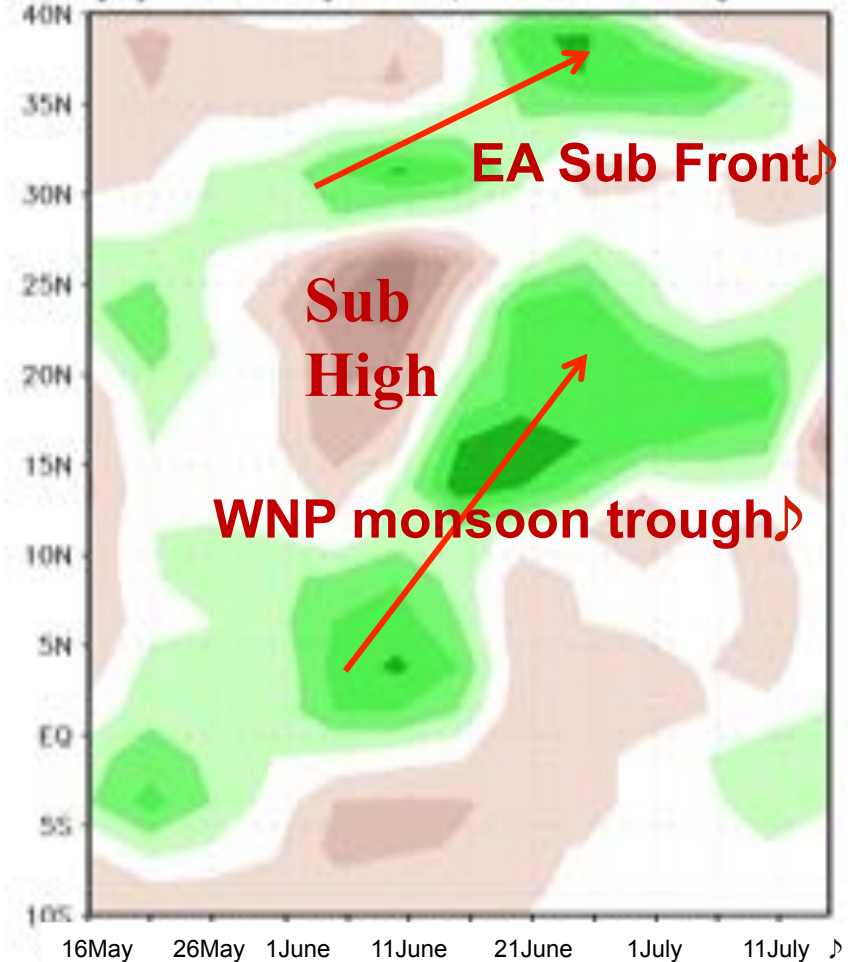 40N
35N
EA Sub Front♪
30N
25N
Sub
High
20N
15N
WNP monsoon trough♪
10N
5N
EQ
5S
10S
16May 26May 1June 11June 21June 1July 11July ♪